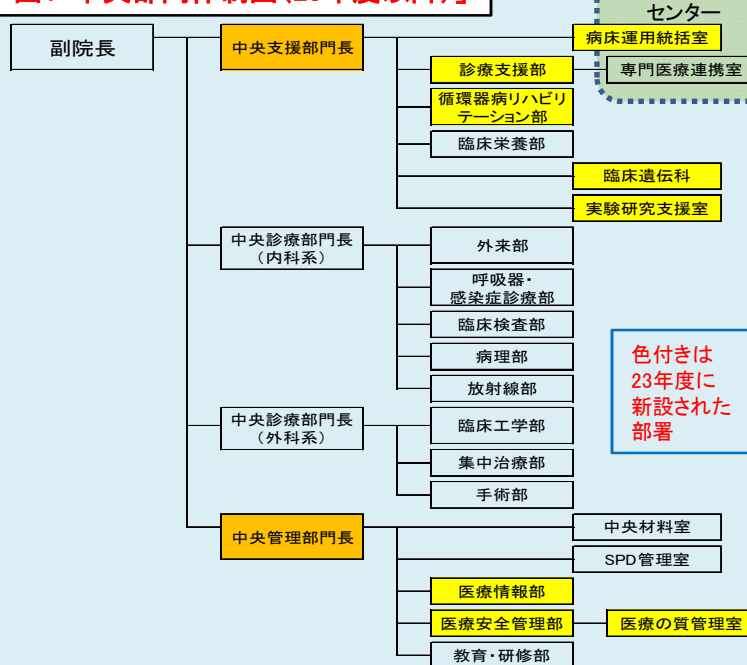 センター
副院長
中央支援部門長
病床運用統括室
診療支援部
専門医療連携室
循環器病リハビリ
テーション部
臨床栄養部
臨床遺伝科
実験研究支援室
中央診療部門長
（内科系）
外来部
呼吸器・
感染症診療部
臨床検査部
病理部
放射線部
色付きは
23年度に
新設された
部署
中央診療部門長
（外科系）
臨床工学部
集中治療部
手術部
中央管理部門長
中央材料室
SPD管理室
医療情報部
医療安全管理部
医療の質管理室
教育・研修部